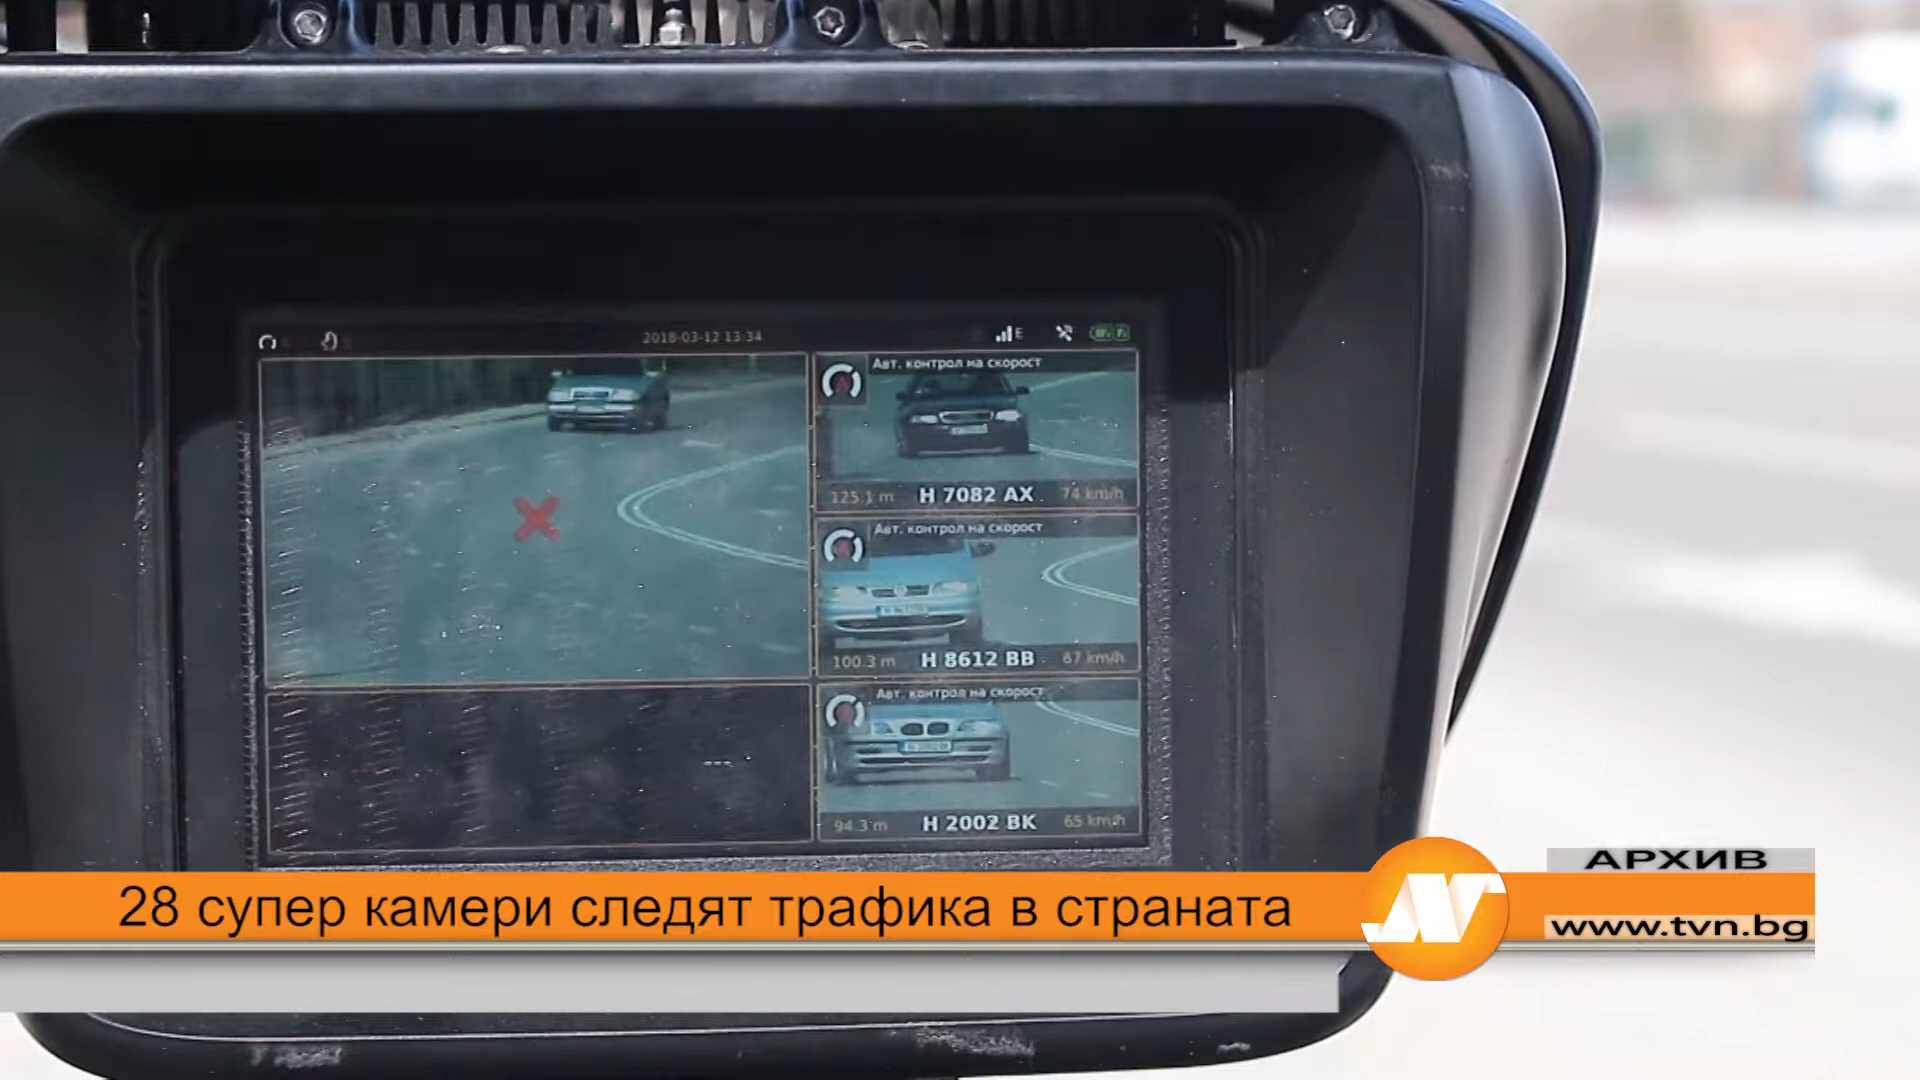 2018-03-12 13:34
E
Авт. контрол на скорост
125.1 m H 7082 AX 74 km/h
Авт. контрол на скорост
100.3 m H 8612 BB 67 km/h
Авт. контрол на скорост
94.3 m H 2002 BK 65 km/h
---
28 супер камери следят трафика в страната
АРХИВ
N
www.tvn.bg